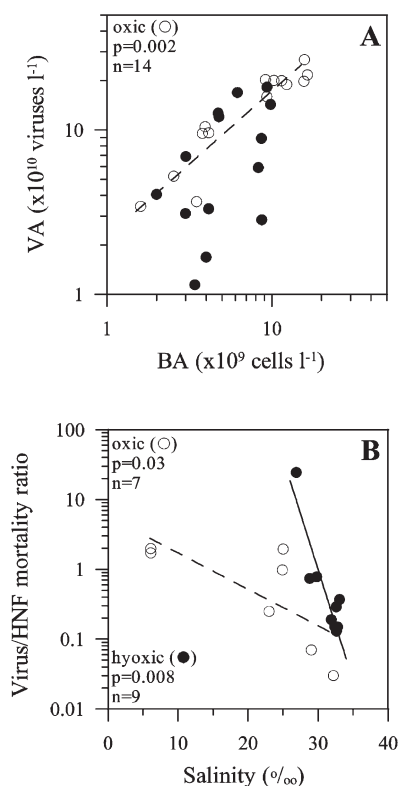 oxic (○)
A
p=0.002
n=14
10
1
VA (x10¹⁰ viruses l⁻¹)
1
10
BA (x10⁹ cells l⁻¹)
100
oxic (○)
B
p=0.03
n=7
10
1
0.1
0.01
Virus/HNF mortality ratio
hyoxic (●)
p=0.008
n=9
0
10
20
30
40
Salinity (o/oo)